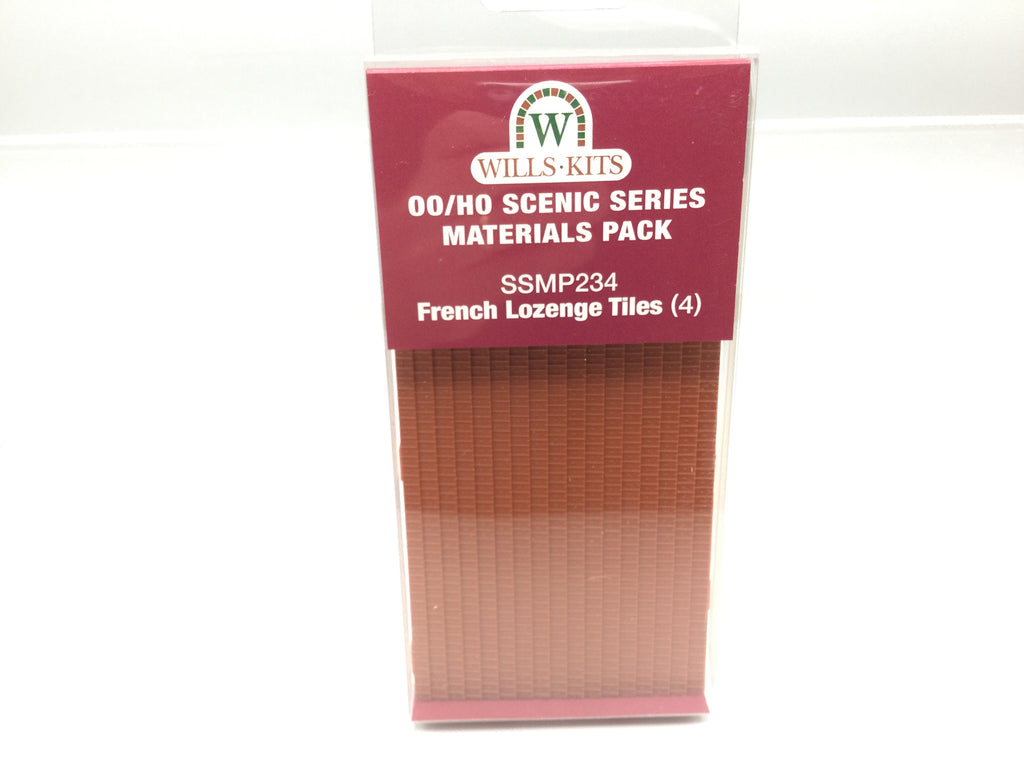 W
WILLS·KITS
OO/HO SCENIC SERIES
MATERIALS PACK
SSMP234
French Lozenge Tiles (4)